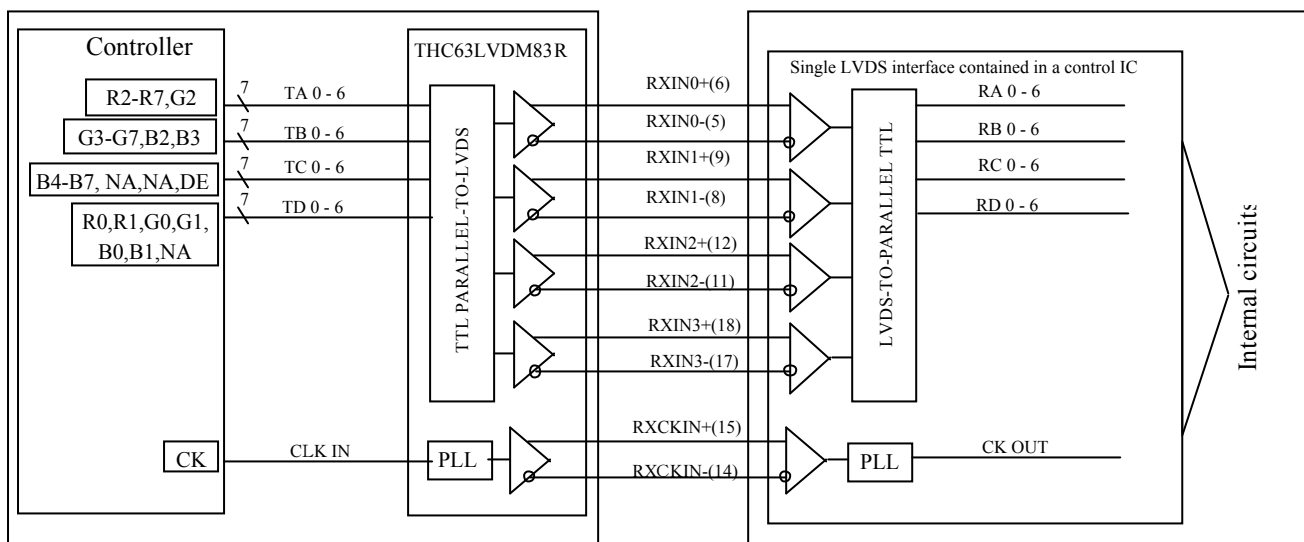 Controller
R2-R7,G2
G3-G7,B2,B3
B4-B7, NA,NA,DE
R0,R1,G0,G1,
B0,B1,NA
CK
7
TA 0 - 6
7
TB 0 - 6
7
TC 0 - 6
7
TD 0 - 6
CLK IN
THC63LVDM83R
TTL PARALLEL-TO-LVDS
PLL
RXIN0+(6)
RXIN0-(5)
RXIN1+(9)
RXIN1-(8)
RXIN2+(12)
RXIN2-(11)
RXIN3+(18)
RXIN3-(17)
RXCKIN+(15)
RXCKIN-(14)
Single LVDS interface contained in a control IC
LVDS-TO-PARALLEL TTL
PLL
RA 0 - 6
RB 0 - 6
RC 0 - 6
RD 0 - 6
CK OUT
Internal circuits